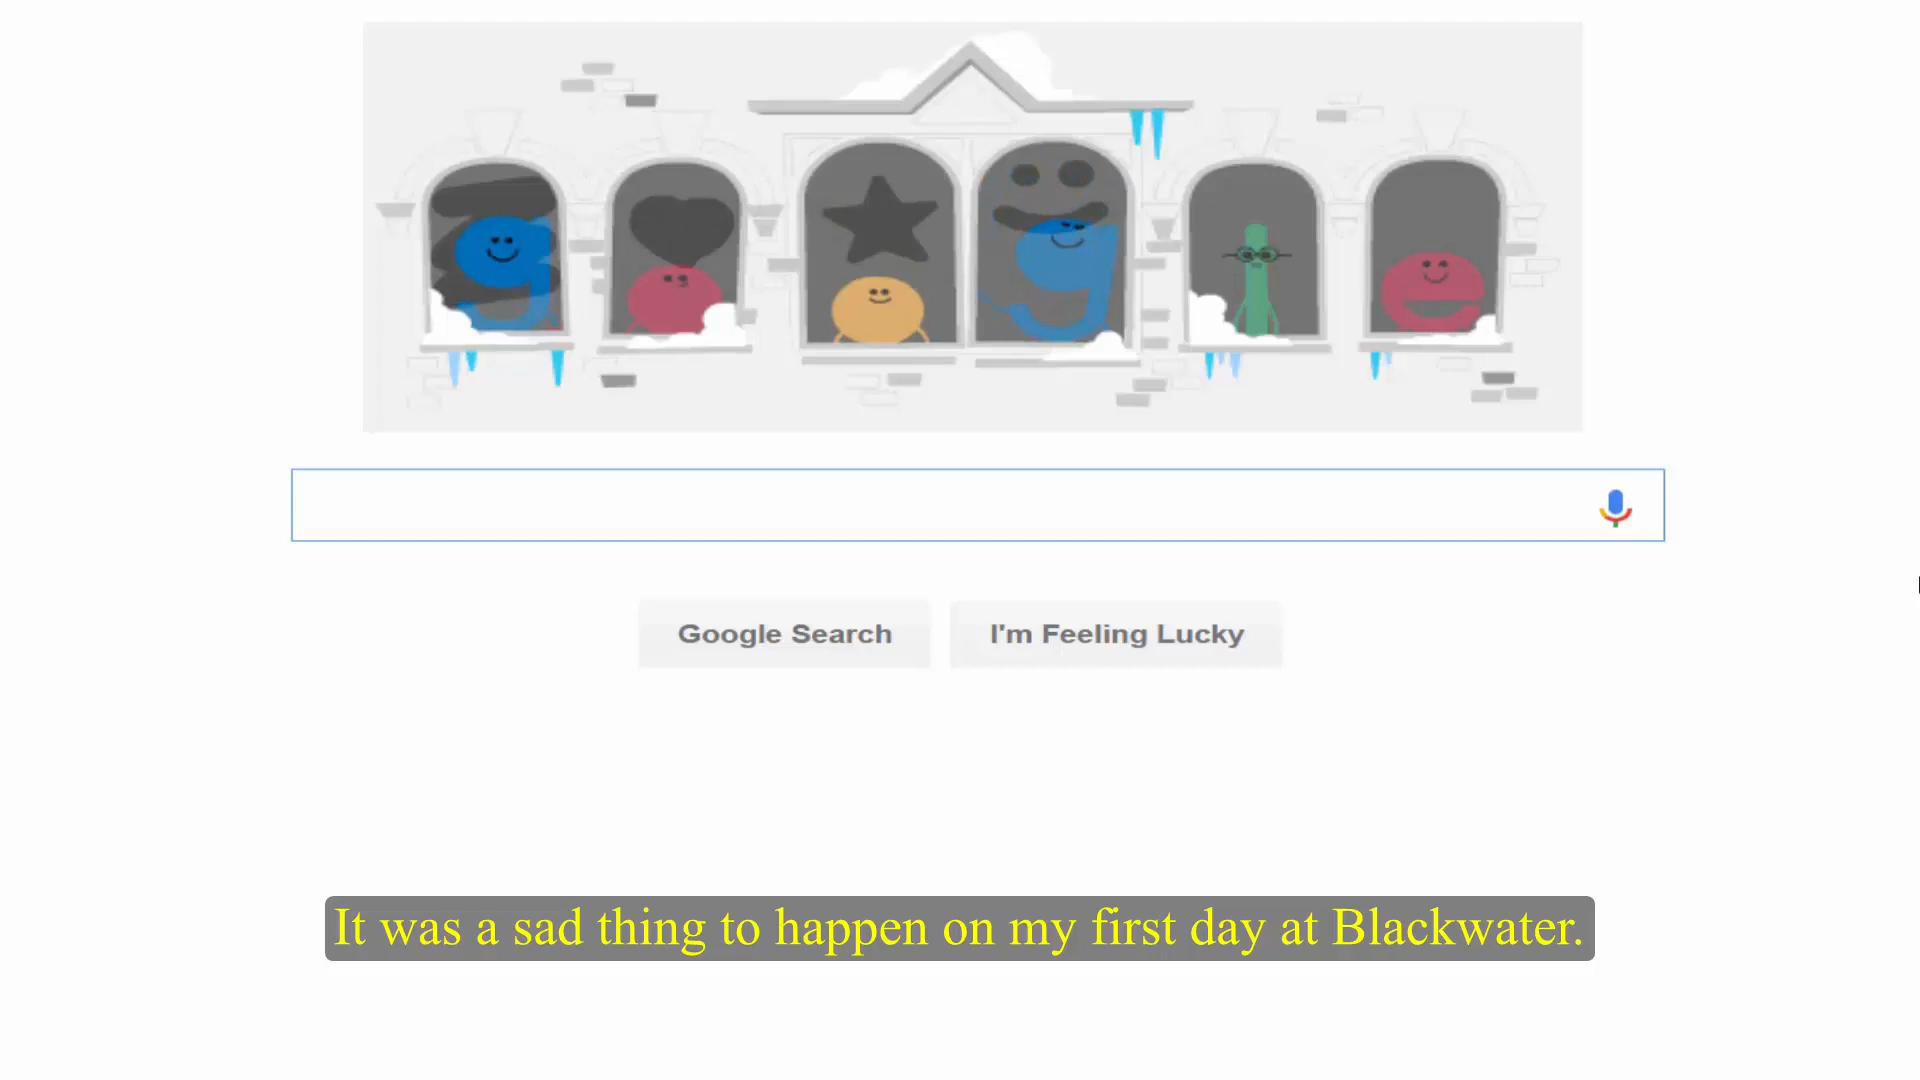 Google Search
I'm Feeling Lucky
It was a sad thing to happen on my first day at Blackwater.